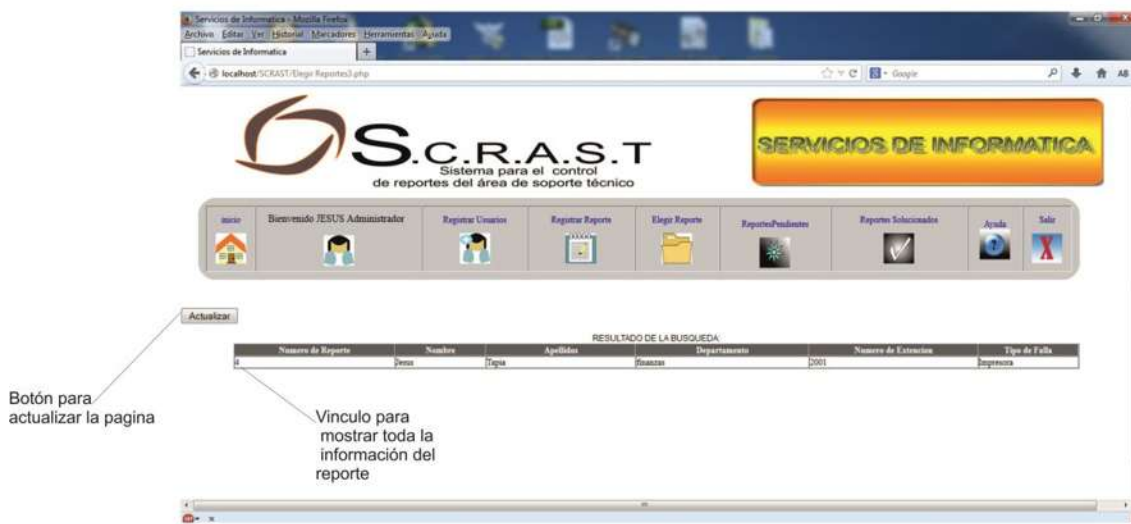 Servicios de Informatica - Mozilla Firefox
Archivo Editar Ver Historial Marcadores Herramientas Ayuda
Servicios de Informatica +
localhost/SCRAST/Elegir Reportes3.php
Google
S.C.R.A.S.T
Sistema para el control
de reportes del área de soporte técnico
SERVICIOS DE INFORMATICA
inicio Bienvenido JESUS Administrador Registrar Usuarios Registrar Reporte Elegir Reporte ReportesPendientes Reportes Solucionados Ayuda Salir
Actualizar
RESULTADO DE LA BUSQUEDA:
Numero de Reporte Nombre Apellidos Departamento Numero de Extencion Tipo de Falla
4 Jesus Tapia finanzas 2001 Impresora
Botón para
actualizar la pagina
Vinculo para
mostrar toda la
información del
reporte